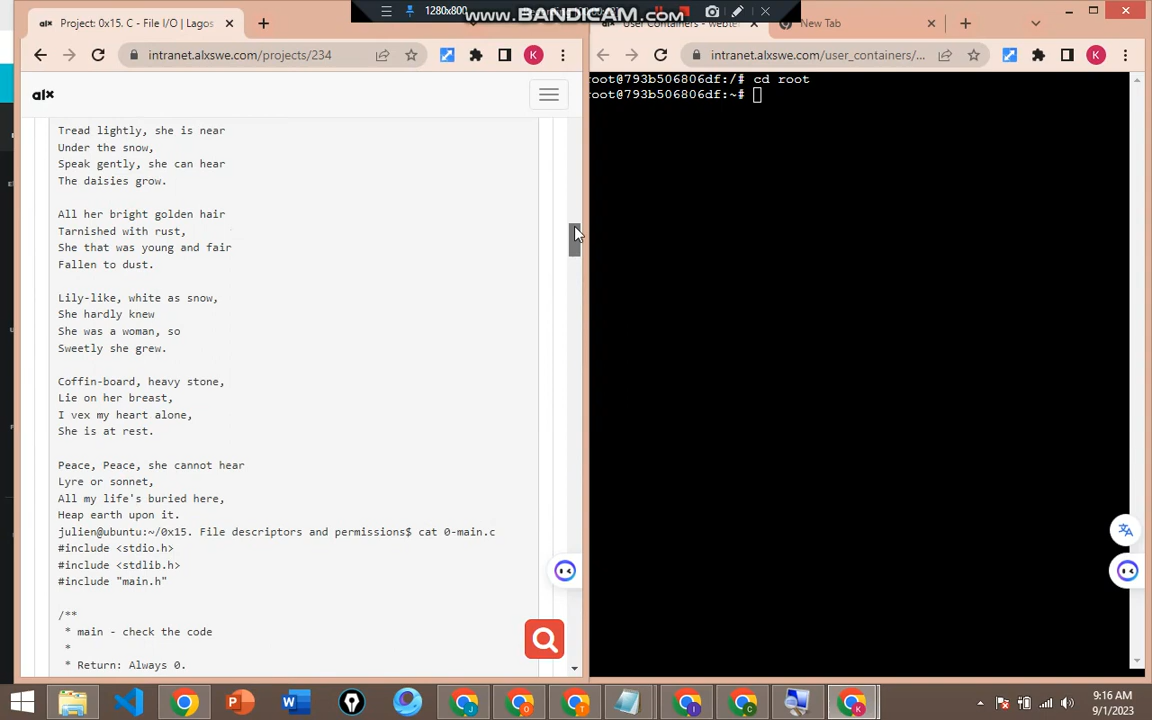 1280x800
www.BANDICAM.com
Project: 0x15. C - File I/O | Lagos
User Containers - webte
New Tab
intranet.alxswe.com/projects/234
K
intranet.alxswe.com/user_containers/...
K
alx
root@793b506806df:/# cd root
root@793b506806df:~#
Tread lightly, she is near
Under the snow,
Speak gently, she can hear
The daisies grow.
All her bright golden hair
Tarnished with rust,
She that was young and fair
Fallen to dust.
Lily-like, white as snow,
She hardly knew
She was a woman, so
Sweetly she grew.
Coffin-board, heavy stone,
Lie on her breast,
I vex my heart alone,
She is at rest.
Peace, Peace, she cannot hear
Lyre or sonnet,
All my life's buried here,
Heap earth upon it.
julien@ubuntu:~/0x15. File descriptors and permissions$ cat 0-main.c
#include <stdio.h>
#include <stdlib.h>
#include "main.h"
/**
* main - check the code
*
* Return: Always 0.
9:16 AM
9/1/2023